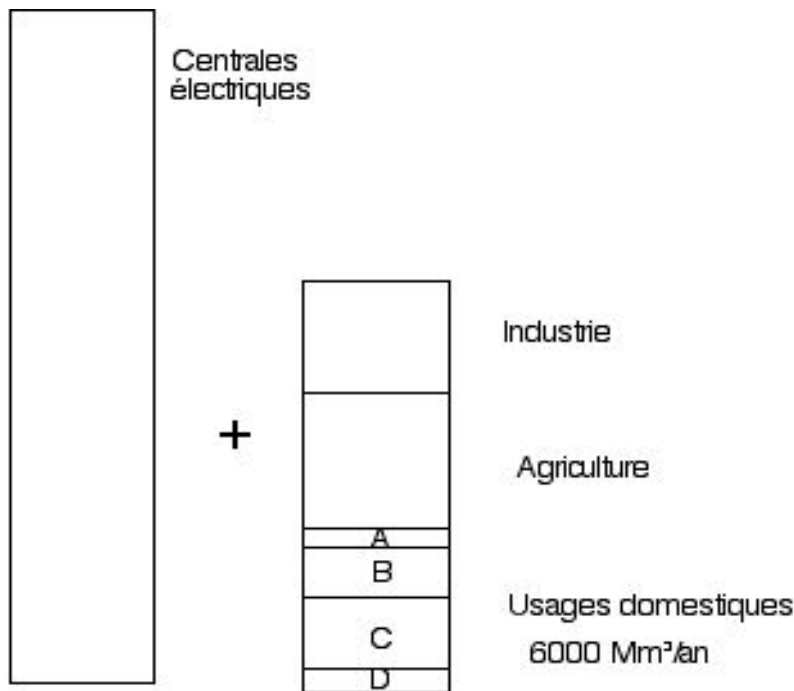 Centrales
électriques
Industrie
+
Agriculture
A
B
Usages domestiques
C
6000 Mm³/an
D